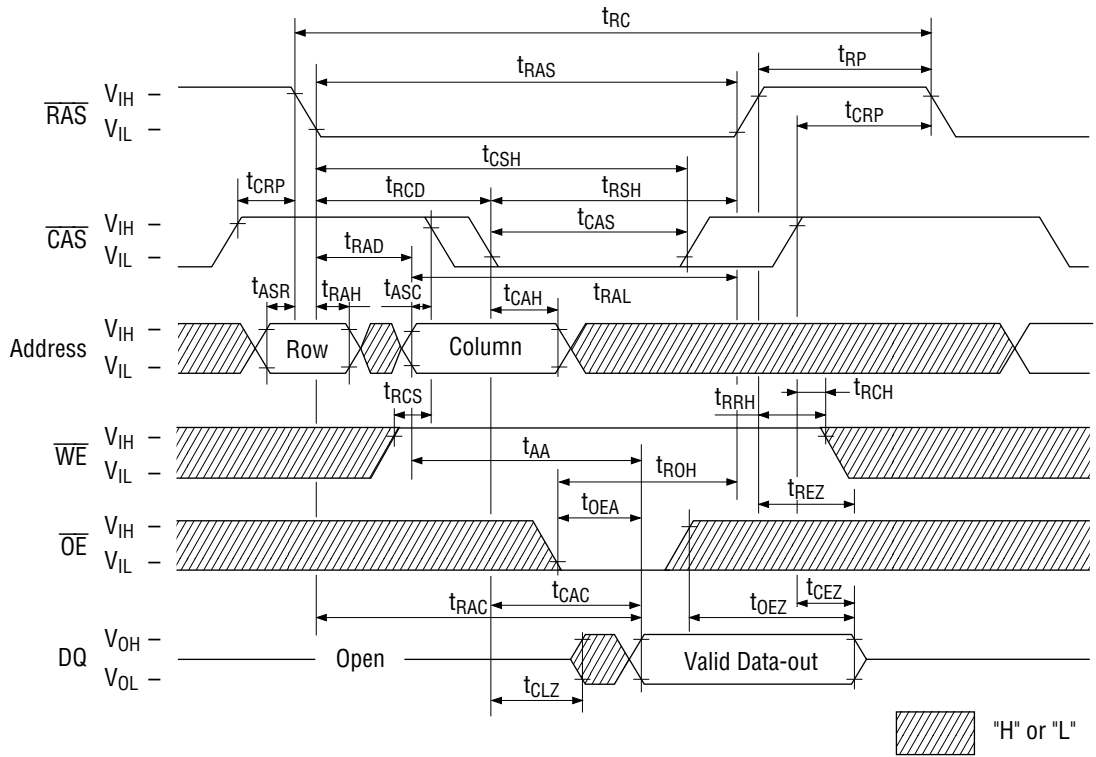 tRC
tRP
tRAS
RAS
VIH
VIL
tCRP
tCSH
tCRP
tRCD
tRSH
CAS
VIH
VIL
tCAS
tRAD
tRAL
tASR
tRAH
tASC
tCAH
Address
VIH
VIL
Row
Column
tRCS
tRRH
tRCH
WE
VIH
VIL
tAA
tROH
tREZ
OE
VIH
VIL
tOEA
tCAC
tRAC
tCEZ
tOEZ
DQ
VOH
VOL
Open
Valid Data-out
tCLZ
"H" or "L"